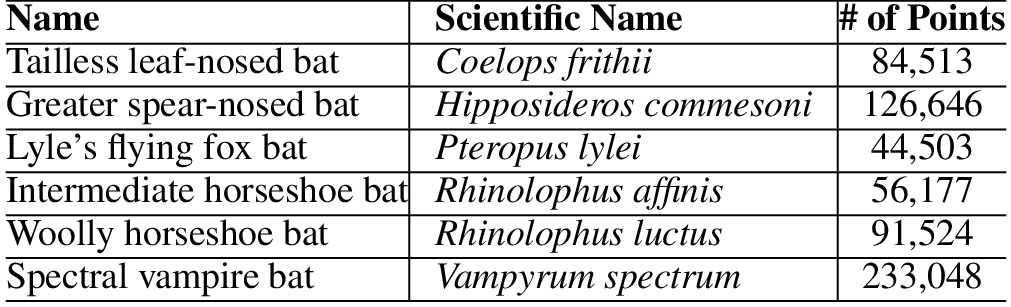 Name Scientific Name # of Points
Tailless leaf-nosed bat Coelops frithii 84,513
Greater spear-nosed bat Hipposideros commesoni 126,646
Lyle's flying fox bat Pteropus lylei 44,503
Intermediate horseshoe bat Rhinolophus affinis 56,177
Woolly horseshoe bat Rhinolophus luctus 91,524
Spectral vampire bat Vampyrum spectrum 233,048